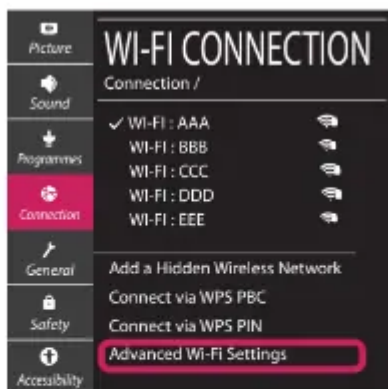 Picture
Sound
Programmes
Connection
General
Safety
Accessibility
WI-FI CONNECTION
Connection /
✓ WI-FI : AAA
WI-FI : BBB
WI-FI : CCC
WI-FI : DDD
WI-FI : EEE
Add a Hidden Wireless Network
Connect via WPS PBC
Connect via WPS PIN
Advanced Wi-Fi Settings